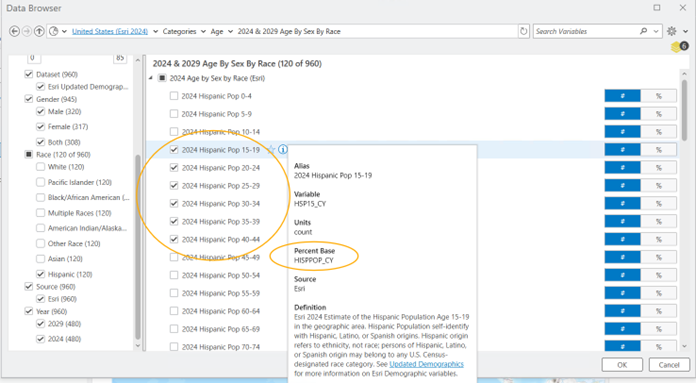 Data Browser
United States (Esri 2024) Categories Age 2024 & 2029 Age By Sex By Race Search Variables
6
0 85
Dataset (960)
Esri Updated Demograp...
Gender (945)
Male (320)
Female (317)
Both (308)
Race (120 of 960)
White (120)
Pacific Islander (120)
Black/African American (
Multiple Races (120)
American Indian/Alaska...
Other Race (120)
Asian (120)
Hispanic (120)
Source (960)
Esri (960)
Year (960)
2029 (480)
2024 (480)
2024 & 2029 Age By Sex By Race (120 of 960)
2024 Age by Sex by Race (Esri)
2024 Hispanic Pop 0-4 # %
2024 Hispanic Pop 5-9 # %
2024 Hispanic Pop 10-14 # %
2024 Hispanic Pop 15-19 # %
2024 Hispanic Pop 20-24 # %
2024 Hispanic Pop 25-29 # %
2024 Hispanic Pop 30-34 # %
2024 Hispanic Pop 35-39 # %
2024 Hispanic Pop 40-44 # %
2024 Hispanic Pop 45-49 # %
2024 Hispanic Pop 50-54 # %
2024 Hispanic Pop 55-59 # %
2024 Hispanic Pop 60-64 # %
2024 Hispanic Pop 65-69 # %
2024 Hispanic Pop 70-74 # %
Alias
2024 Hispanic Pop 15-19
Variable
HSP15_CY
Units
count
Percent Base
HISPPOP_CY
Source
Esri
Definition
Esri 2024 Estimate of the Hispanic Population Age 15-19
in the geographic area. Hispanic Population self-identify
with Hispanic, Latino, or Spanish origins. Hispanic origin
refers to ethnicity, not race; persons of Hispanic, Latino,
or Spanish origin may belong to any U.S. Census-
designated race category. See Updated Demographics
for more information on Esri Demographic variables.
OK Cancel